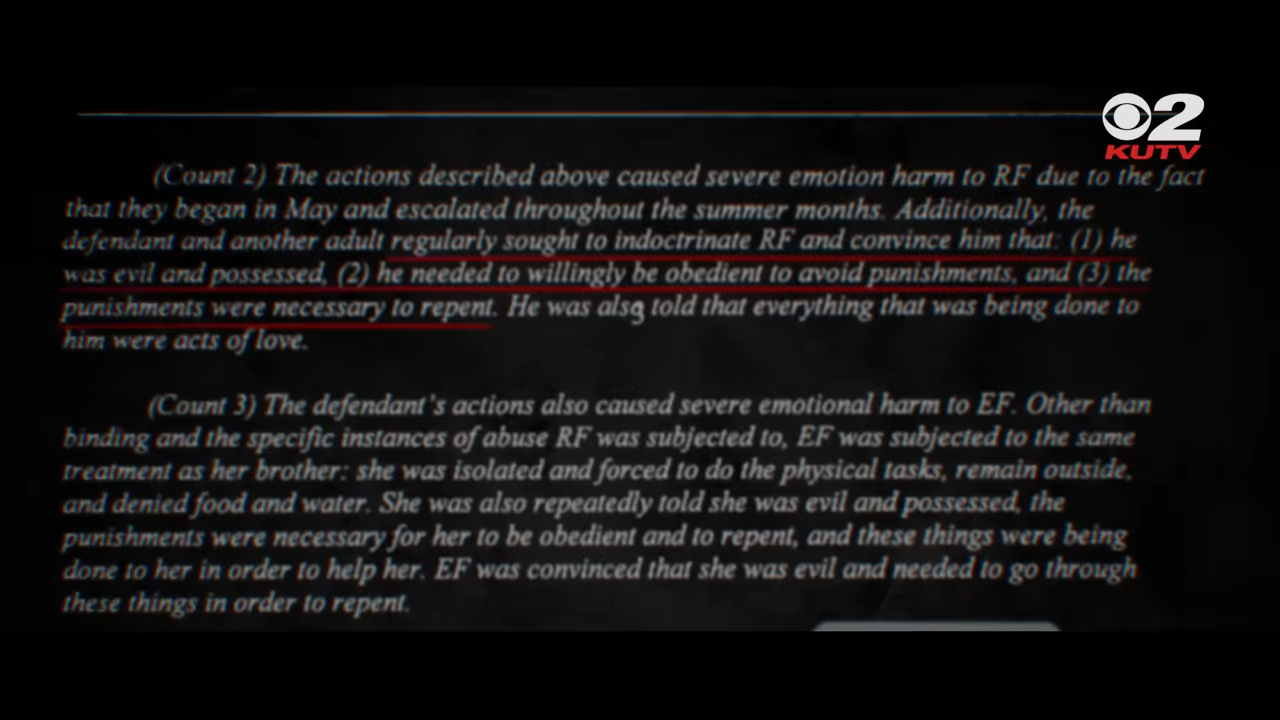 2
KUTV
(Count 2) The actions described above caused severe emotion harm to RF due to the fact
that they began in May and escalated throughout the summer months. Additionally, the
defendant and another adult regularly sought to indoctrinate RF and convince him that: (1) he
was evil and possessed, (2) he needed to willingly be obedient to avoid punishments, and (3) the
punishments were necessary to repent. He was also told that everything that was being done to
him were acts of love.
(Count 3) The defendant's actions also caused severe emotional harm to EF. Other than
binding and the specific instances of abuse RF was subjected to, EF was subjected to the same
treatment as her brother: she was isolated and forced to do the physical tasks, remain outside,
and denied food and water. She was also repeatedly told she was evil and possessed, the
punishments were necessary for her to be obedient and to repent, and these things were being
done to her in order to help her. EF was convinced that she was evil and needed to go through
these things in order to repent.